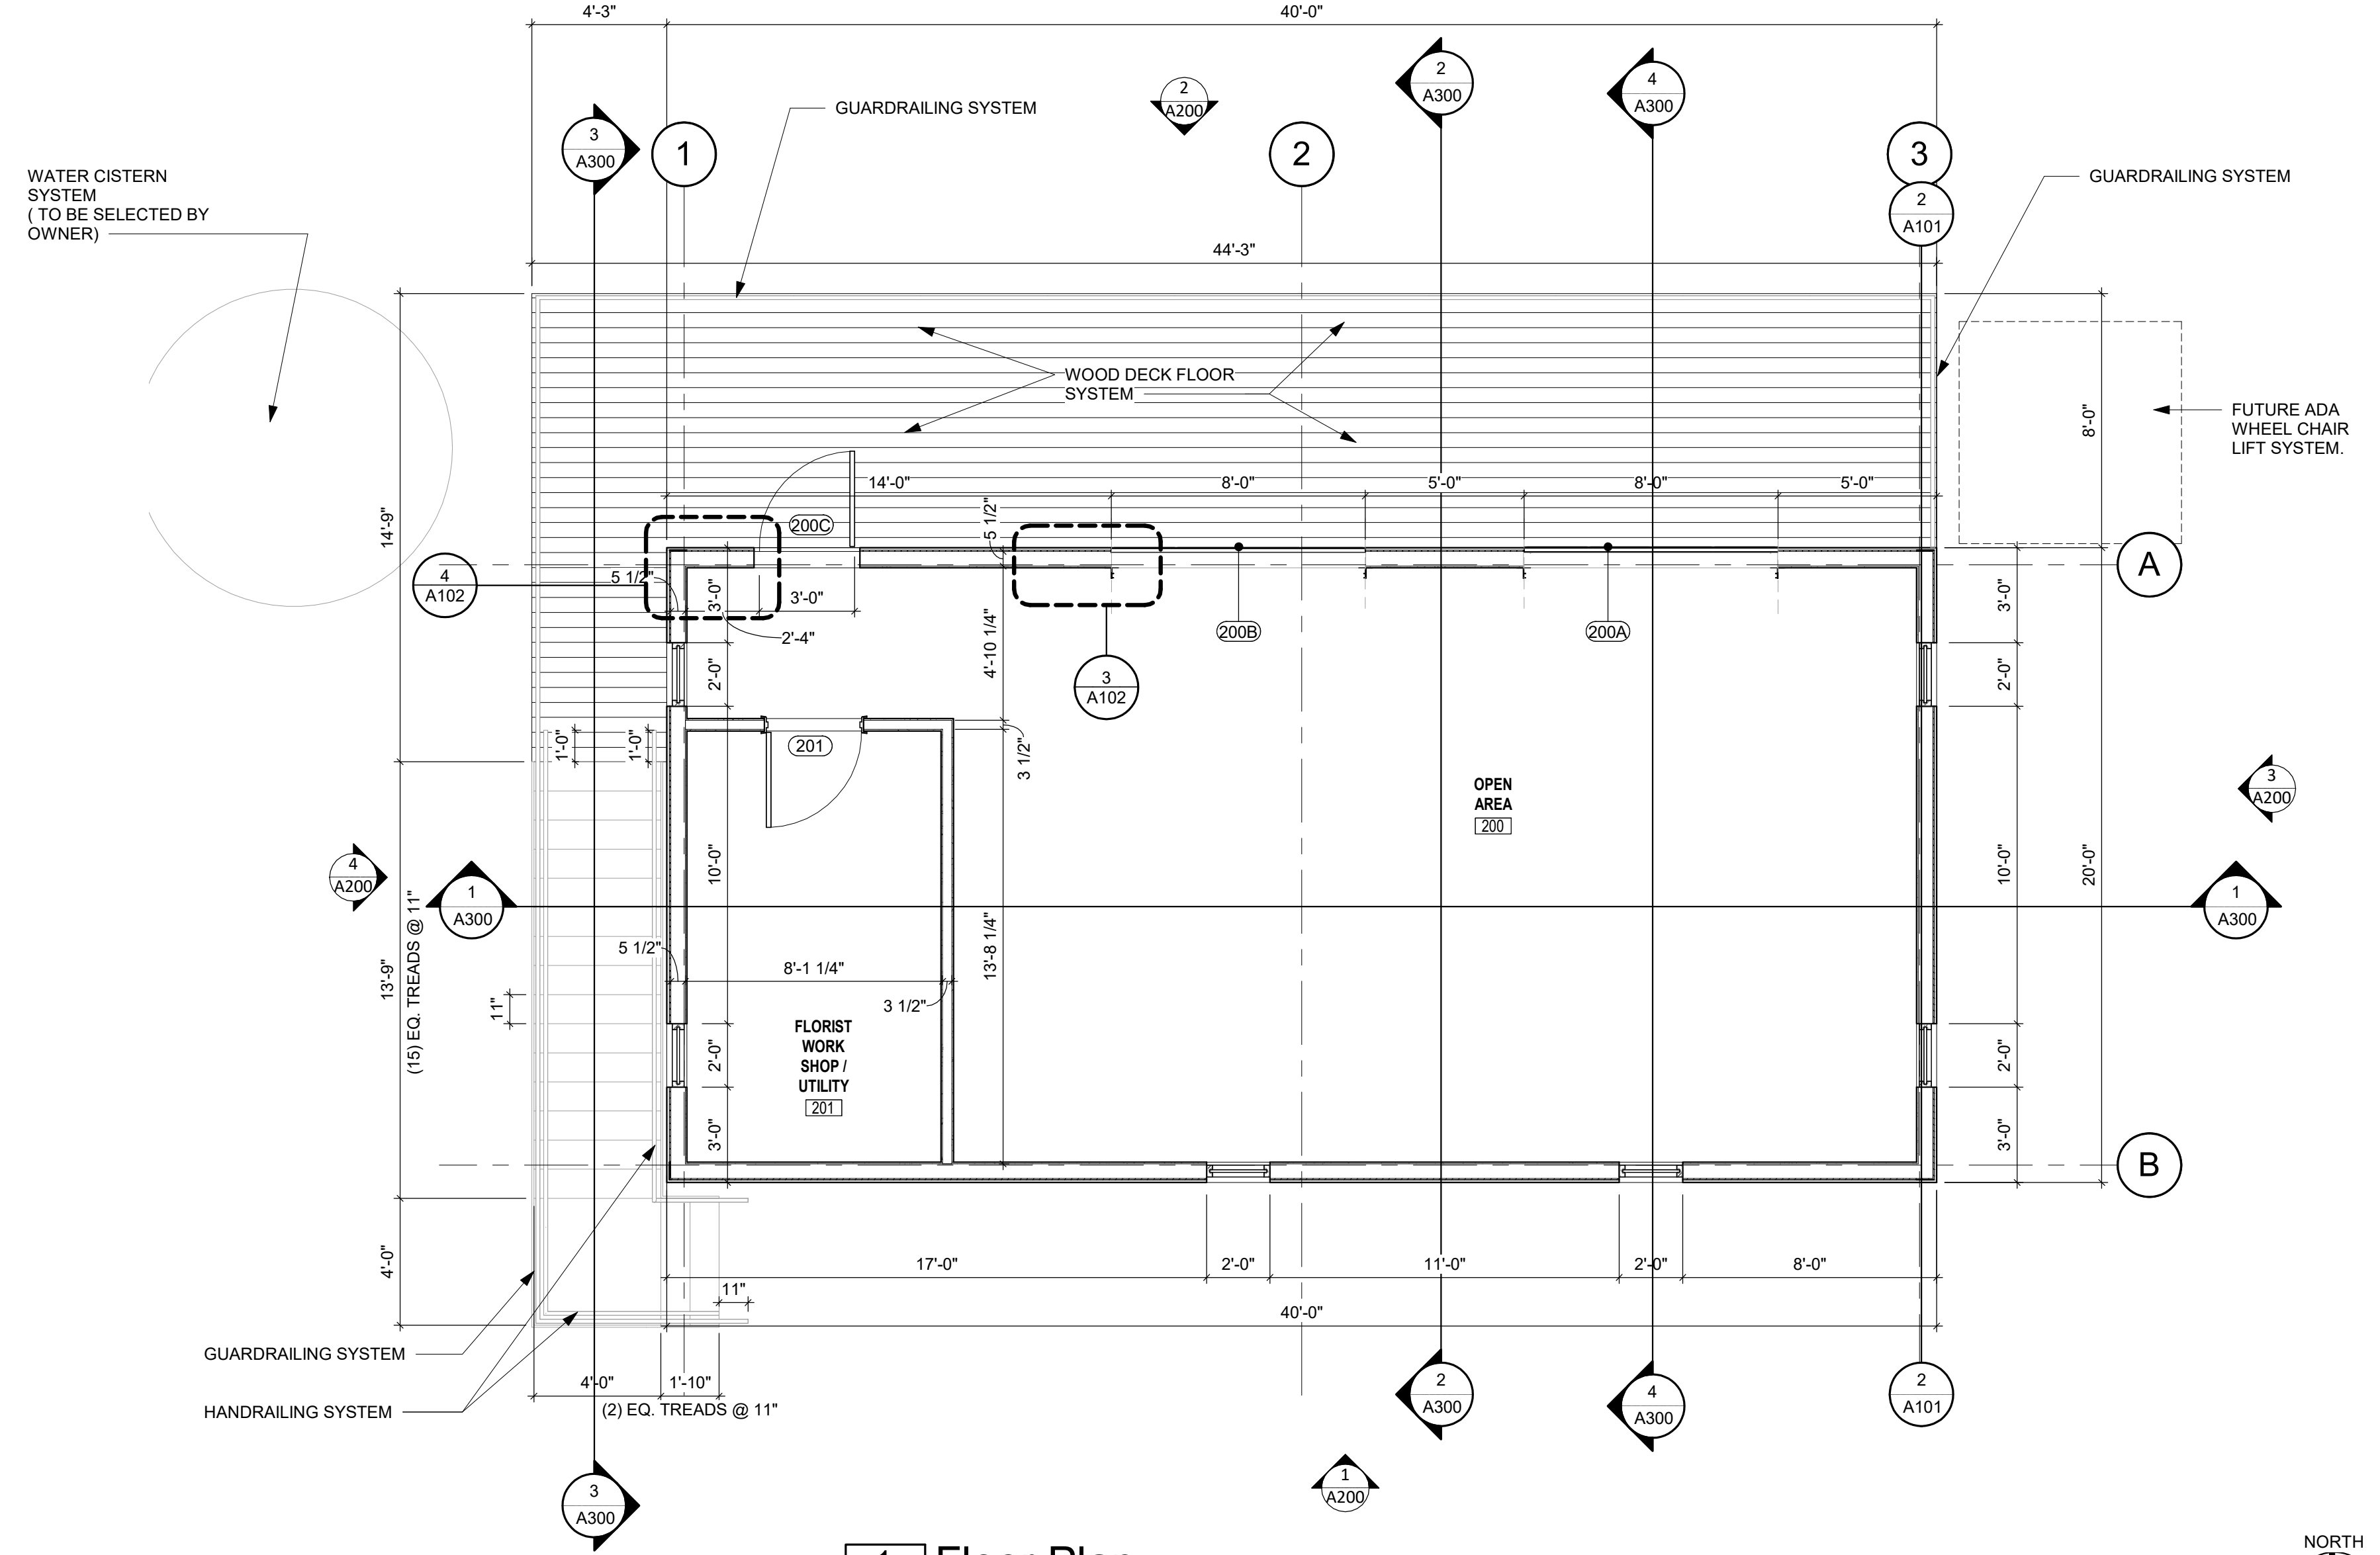 4'-3"
40'-0"
2
A300
4
A300
2
A200
GUARDRAILING SYSTEM
3
A300
1
2
3
WATER CISTERN
SYSTEM
( TO BE SELECTED BY
OWNER)
GUARDRAILING SYSTEM
2
A101
44'-3"
WOOD DECK FLOOR
SYSTEM
FUTURE ADA
WHEEL CHAIR
LIFT SYSTEM.
8'-0"
14'-0"
8'-0"
5'-0"
8'-0"
5'-0"
14'-9"
200C
5 1/2"
A
4
A102
5 1/2"
3'-0"
3'-0"
2'-4"
4'-10 1/4"
200B
200A
3'-0"
2'-0"
3
A102
2'-0"
1'-0"
1'-0"
201
3 1/2"
OPEN
AREA
200
3
A200
4
A200
10'-0"
10'-0"
20'-0"
1
A300
1
A300
(15) EQ. TREADS @ 11"
13'-9"
5 1/2"
8'-1 1/4"
13'-8 1/4"
11"
3 1/2"
FLORIST
WORK
SHOP /
UTILITY
201
2'-0"
2'-0"
3'-0"
3'-0"
B
4'-0"
17'-0"
2'-0"
11'-0"
2'-0"
8'-0"
11"
40'-0"
GUARDRAILING SYSTEM
4'-0"
1'-10"
(2) EQ. TREADS @ 11"
HANDRAILING SYSTEM
2
A300
4
A300
2
A101
1
A200
3
A300
1
Floor Plan
NORTH